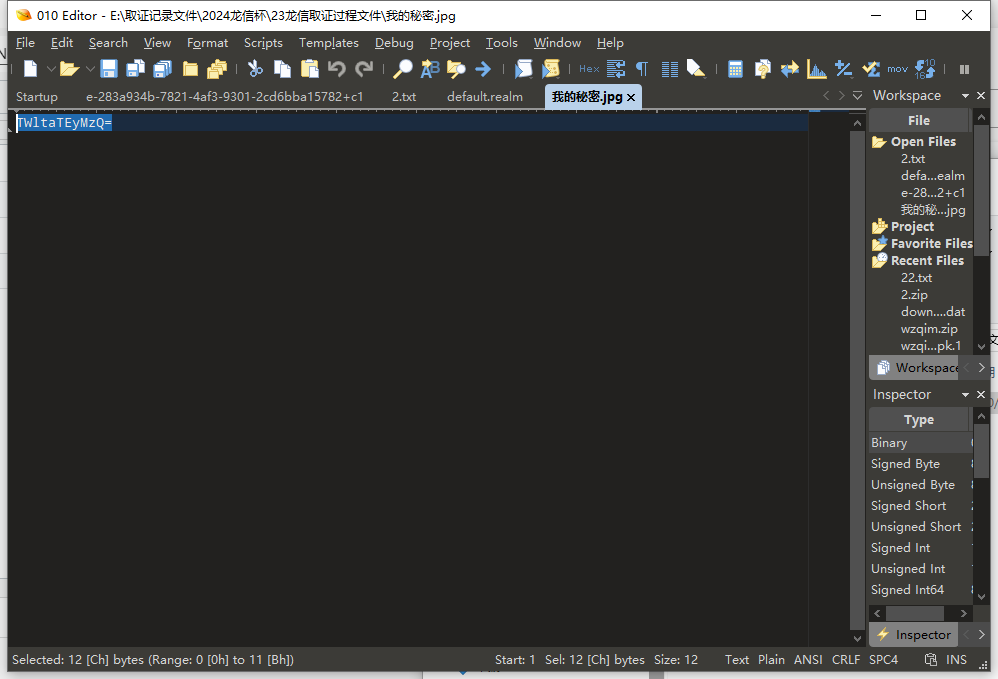 010 Editor - E:\取证记录文件\2024龙信杯\23龙信取证过程文件\我的秘密.jpg
File Edit Search View Format Scripts Templates Debug Project Tools Window Help
Hex mov
Startup e-283a934b-7821-4af3-9301-2cd6bba15782+c1 2.txt default.realm 我的秘密.jpg
TWltaTEyMzQ=
Workspace
File
Open Files
2.txt
defa...ealm
e-28...2+c1
我的秘...jpg
Project
Favorite Files
Recent Files
22.txt
2.zip
down....dat
wzqim.zip
wzqi...pk.1
Workspace
Inspector
Type
Binary
Signed Byte
Unsigned Byte
Signed Short
Unsigned Short
Signed Int
Unsigned Int
Signed Int64
Inspector
Selected: 12 [Ch] bytes (Range: 0 [0h] to 11 [Bh]) Start: 1 Sel: 12 [Ch] bytes Size: 12 Text Plain ANSI CRLF SPC4 INS